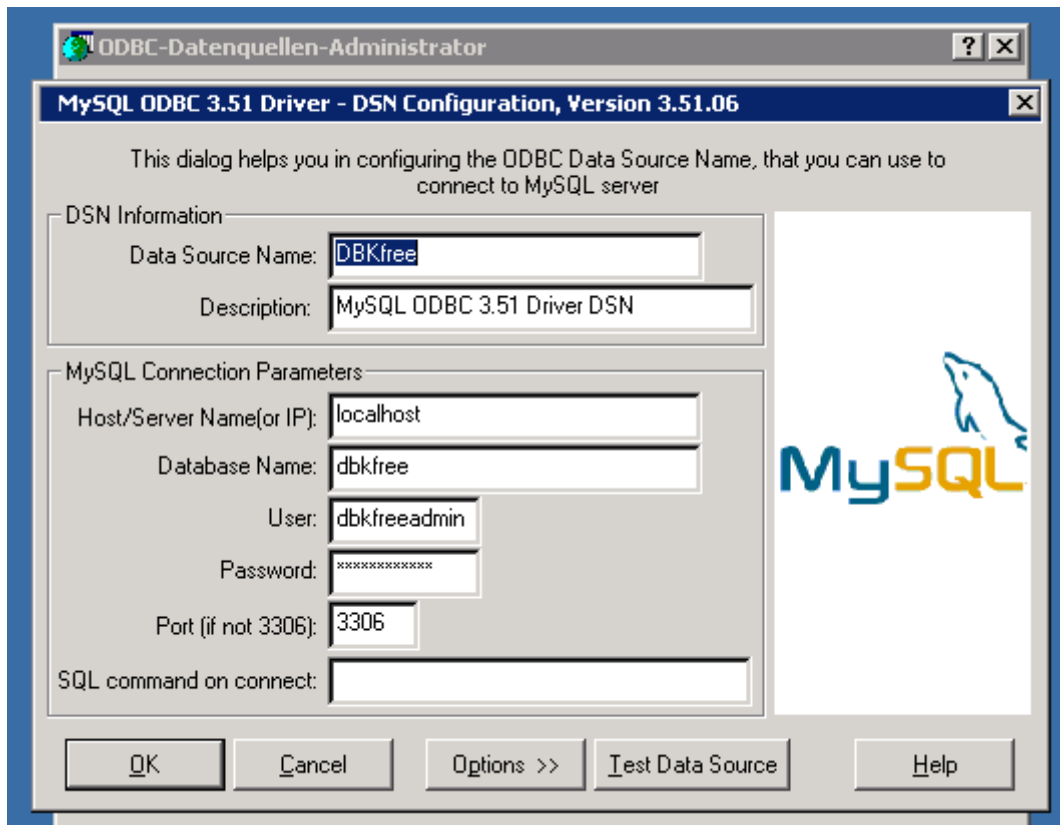 ODBC-Datenquellen-Administrator
MySQL ODBC 3.51 Driver - DSN Configuration, Version 3.51.06
This dialog helps you in configuring the ODBC Data Source Name, that you can use to
connect to MySQL server
DSN Information
Data Source Name: DBKfree
Description: MySQL ODBC 3.51 Driver DSN
MySQL Connection Parameters
Host/Server Name(or IP): localhost
Database Name: dbkfree
User: dbkfreeadmin
Password: xxxxxxxxxxxx
Port (if not 3306): 3306
SQL command on connect:
MySQL
OK Cancel Options >> Test Data Source Help